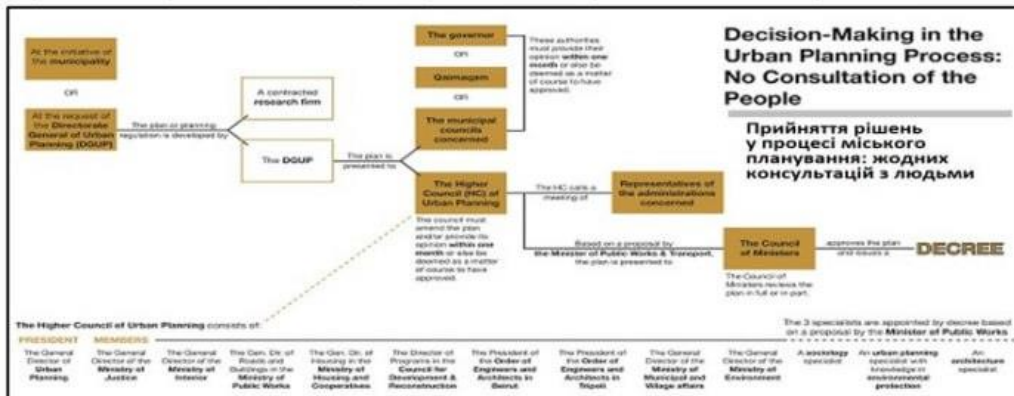 Decision-Making in the
Urban Planning Process:
No Consultation of the
People
Прийняття рішень
у процесі міського
планування: жодних
консультацій з людьми
At the initiative of
the municipality
OR
At the request of
the Directorate
General of Urban
Planning (DGUP)
The plan or planning
regulation is developed by
A contracted
research firm
The DGUP
The plan is
presented to
The governor
OR
Qaimaqam
OR
The municipal
councils
concerned
These authorities
must provide their
opinion within one
month or also be
deemed as a matter
of course to have
approved.
The Higher
Council (HC) of
Urban Planning
The council must
amend the plan
and/or provide its
opinion within one
month or also be
deemed as a matter
of course to have
approved.
The HC calls a
meeting of
Representatives of
the administrations
concerned
Based on a proposal by
the Minister of Public Works & Transport,
the plan is presented to
The Council
of Ministers
The Council of
Ministers reviews the
plan in full or in part.
approves the plan
and issues a
DECREE
The Higher Council of Urban Planning consists of:
PRESIDENT
MEMBERS
The General
Director of
Urban
Planning
The General
Director of the
Ministry of
Justice
The General
Director of the
Ministry of
Interior
The Gen. Dir. of
Roads and
Buildings in the
Ministry of
Public Works
The Gen. Dir. of
Housing in the
Ministry of
Housing and
Cooperatives
The Director of
Programs in the
Council for
Development &
Reconstruction
The President of
the Order of
Engineers and
Architects in
Beirut
The President of
the Order of
Engineers and
Architects in
Tripoli
The General
Director of the
Ministry of
Municipal and
Village affairs
The General
Director of the
Ministry of
Environment
The 3 specialists are appointed by decree based
on a proposal by the Minister of Public Works
A sociology
specialist
An urban planning
specialist with
knowledge in
environmental
protection
An
architecture
specialist